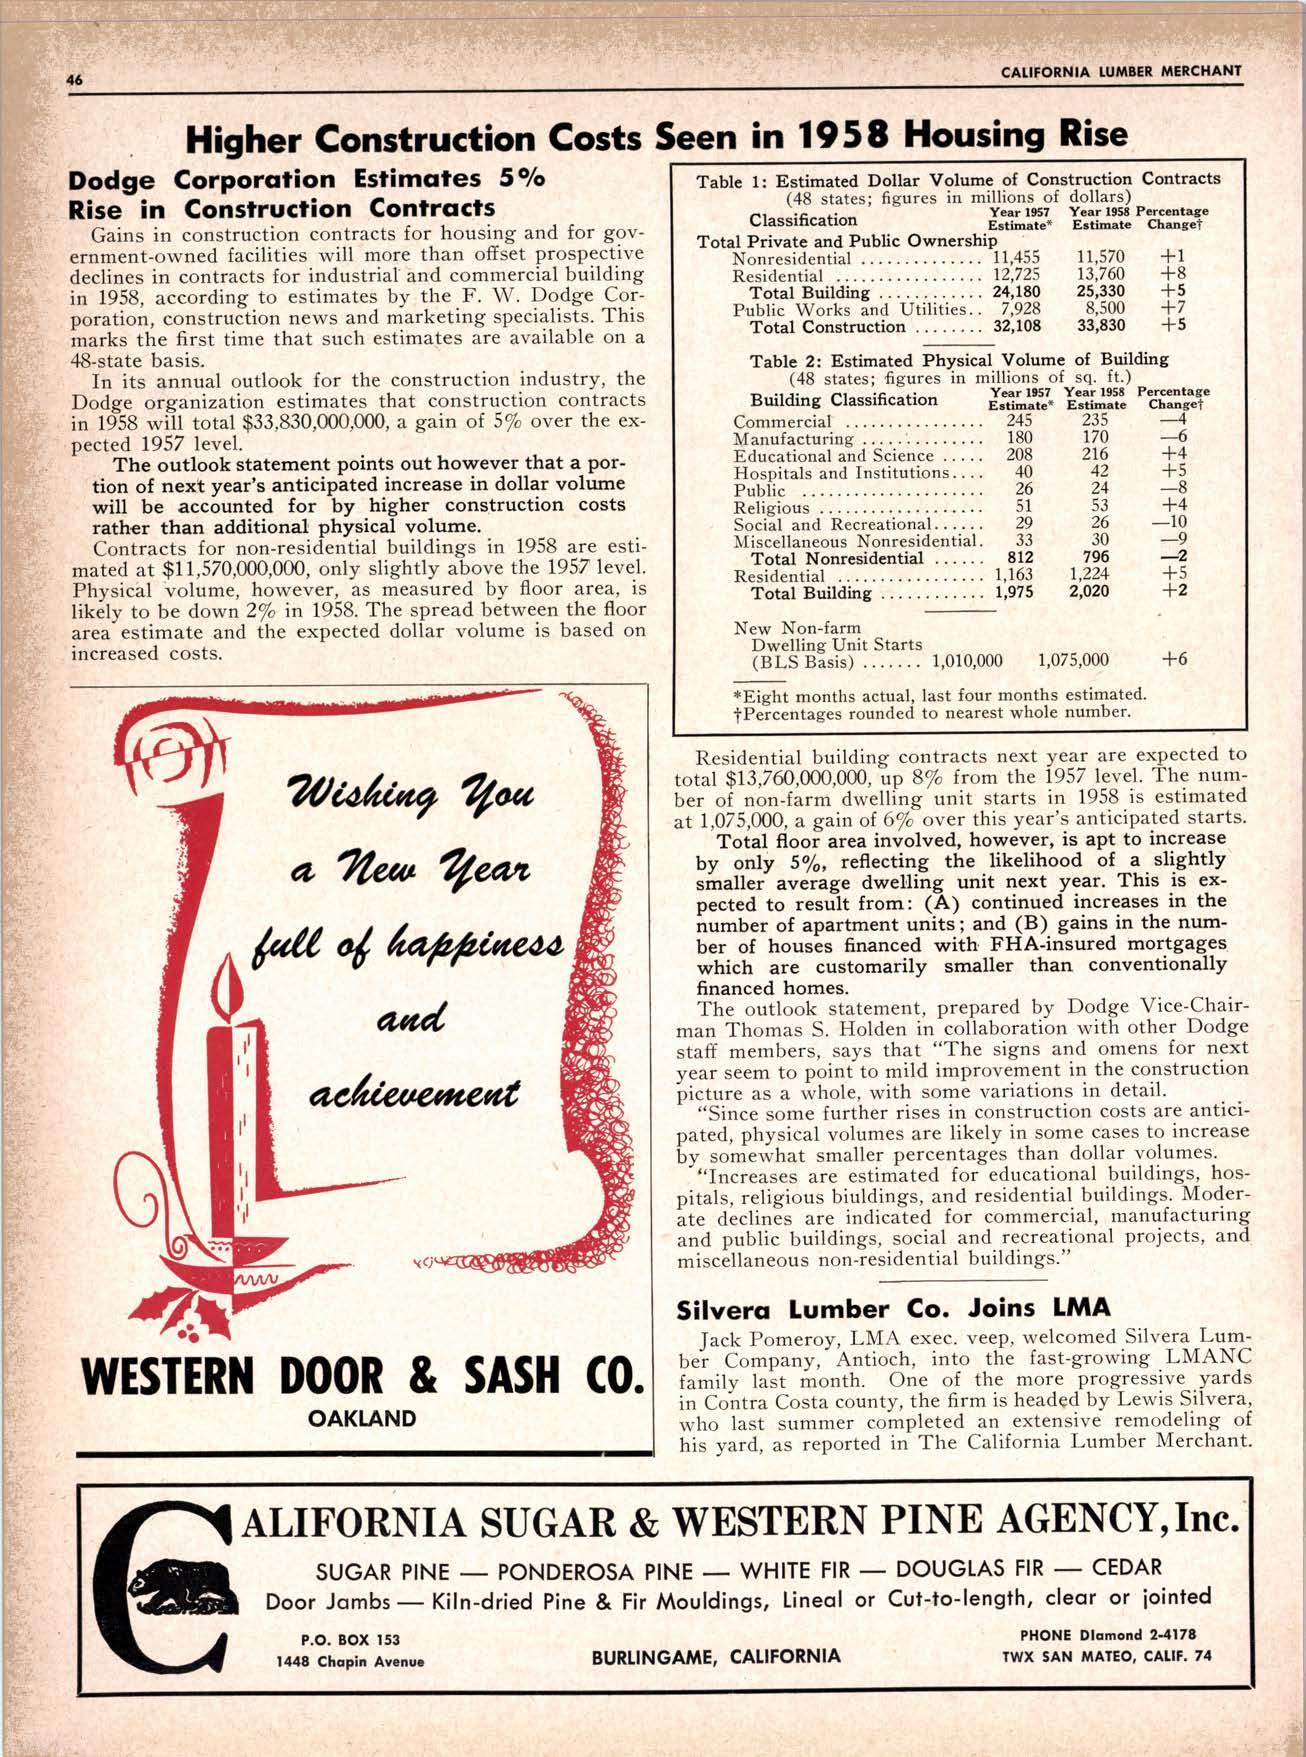 46
CALIFORNIA LUMBER MERCHANT
Higher Construction Costs Seen in 1958 Housing Rise
Dodge Corporation Estimates 5%
Rise in Construction Contracts
Gains in construction contracts for housing and for gov-
ernment-owned facilities will more than offset prospective
declines in contracts for industrial and commercial building
in 1958, according to estimates by the F. W. Dodge Cor-
poration, construction news and marketing specialists. This
marks the first time that such estimates are available on a
48-state basis.
In its annual outlook for the construction industry, the
Dodge organization estimates that construction contracts
in 1958 will total $33,830,000,000, a gain of 5% over the ex-
pected 1957 level.
The outlook statement points out however that a por-
tion of next year's anticipated increase in dollar volume
will be accounted for by higher construction costs
rather than additional physical volume.
Contracts for non-residential buildings in 1958 are esti-
mated at $11,570,000,000, only slightly above the 1957 level.
Physical volume, however, as measured by floor area, is
likely to be down 2% in 1958. The spread between the floor
area estimate and the expected dollar volume is based on
increased costs.
Wishing You
a New Year
full of happiness
and
achievement
WESTERN DOOR & SASH CO.
OAKLAND
Table 1: Estimated Dollar Volume of Construction Contracts
(48 states; figures in millions of dollars)
Classification Year 1957 Estimate* Year 1958 Estimate Percentage Change†
Total Private and Public Ownership
Nonresidential .............. 11,455 11,570 +1
Residential ................ 12,725 13,760 +8
Total Building ............ 24,180 25,330 +5
Public Works and Utilities.. 7,928 8,500 +7
Total Construction ........ 32,108 33,830 +5
Table 2: Estimated Physical Volume of Building
(48 states; figures in millions of sq. ft.)
Building Classification Year 1957 Estimate* Year 1958 Estimate Percentage Change†
Commercial ................ 245 235 —4
Manufacturing .............. 180 170 —6
Educational and Science ..... 208 216 +4
Hospitals and Institutions.... 40 42 +5
Public ..................... 26 24 —8
Religious ................... 51 53 +4
Social and Recreational...... 29 26 —10
Miscellaneous Nonresidential. 33 30 —9
Total Nonresidential ...... 812 796 —2
Residential ................. 1,163 1,224 +5
Total Building ............ 1,975 2,020 +2
New Non-farm
Dwelling Unit Starts
(BLS Basis) ....... 1,010,000 1,075,000 +6
*Eight months actual, last four months estimated.
†Percentages rounded to nearest whole number.
Residential building contracts next year are expected to
total $13,760,000,000, up 8% from the 1957 level. The num-
ber of non-farm dwelling unit starts in 1958 is estimated
at 1,075,000, a gain of 6% over this year's anticipated starts.
Total floor area involved, however, is apt to increase
by only 5%, reflecting the likelihood of a slightly
smaller average dwelling unit next year. This is ex-
pected to result from: (A) continued increases in the
number of apartment units; and (B) gains in the num-
ber of houses financed with FHA-insured mortgages
which are customarily smaller than conventionally
financed homes.
The outlook statement, prepared by Dodge Vice-Chair-
man Thomas S. Holden in collaboration with other Dodge
staff members, says that "The signs and omens for next
year seem to point to mild improvement in the construction
picture as a whole, with some variations in detail.
"Since some further rises in construction costs are antici-
pated, physical volumes are likely in some cases to increase
by somewhat smaller percentages than dollar volumes.
"Increases are estimated for educational buildings, hos-
pitals, religious biuldings, and residential buildings. Moder-
ate declines are indicated for commercial, manufacturing
and public buildings, social and recreational projects, and
miscellaneous non-residential buildings."
Silvera Lumber Co. Joins LMA
Jack Pomeroy, LMA exec. veep, welcomed Silvera Lum-
ber Company, Antioch, into the fast-growing LMANC
family last month. One of the more progressive yards
in Contra Costa county, the firm is headed by Lewis Silvera,
who last summer completed an extensive remodeling of
his yard, as reported in The California Lumber Merchant.
CALIFORNIA SUGAR & WESTERN PINE AGENCY, Inc.
SUGAR PINE — PONDEROSA PINE — WHITE FIR — DOUGLAS FIR — CEDAR
Door Jambs — Kiln-dried Pine & Fir Mouldings, Lineal or Cut-to-length, clear or jointed
P.O. BOX 153
1448 Chapin Avenue
BURLINGAME, CALIFORNIA
PHONE DIamond 2-4178
TWX SAN MATEO, CALIF. 74